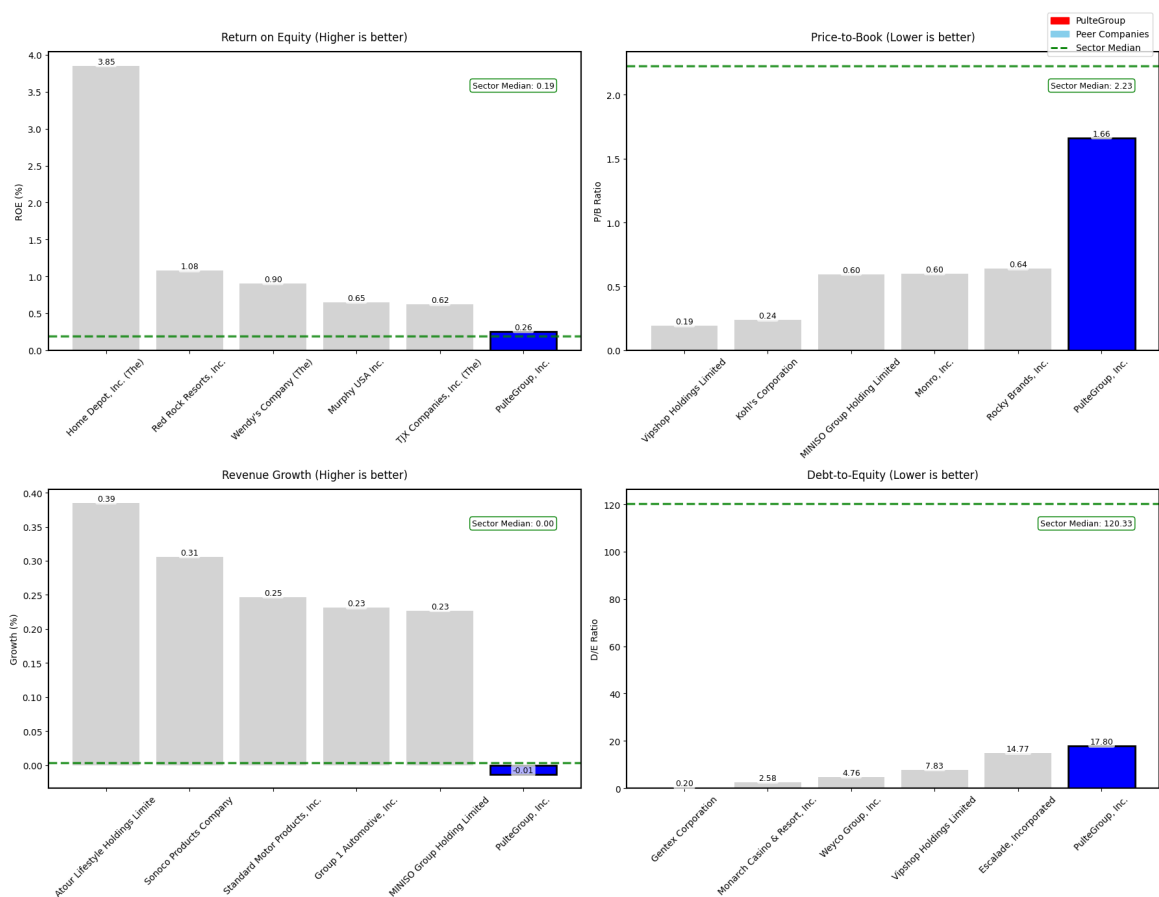 PulteGroup
Peer Companies
Sector Median
Return on Equity (Higher is better)
ROE (%)
4.0
3.5
3.0
2.5
2.0
1.5
1.0
0.5
0.0
3.85
1.08
0.90
0.65
0.62
0.26
Sector Median: 0.19
Home Depot, Inc. (The)
Red Rock Resorts, Inc.
Wendy's Company (The)
Murphy USA Inc.
TJX Companies, Inc. (The)
PulteGroup, Inc.
Price-to-Book (Lower is better)
P/B Ratio
2.0
1.5
1.0
0.5
0.0
0.19
0.24
0.60
0.60
0.64
1.66
Sector Median: 2.23
Vipshop Holdings Limited
Kohl's Corporation
MINISO Group Holding Limited
Monro, Inc.
Rocky Brands, Inc.
PulteGroup, Inc.
Revenue Growth (Higher is better)
Growth (%)
0.40
0.35
0.30
0.25
0.20
0.15
0.10
0.05
0.00
0.39
0.31
0.25
0.23
0.23
-0.01
Sector Median: 0.00
Atour Lifestyle Holdings Limite
Sonoco Products Company
Standard Motor Products, Inc.
Group 1 Automotive, Inc.
MINISO Group Holding Limited
PulteGroup, Inc.
Debt-to-Equity (Lower is better)
D/E Ratio
120
100
80
60
40
20
0
0.20
2.58
4.76
7.83
14.77
17.80
Sector Median: 120.33
Gentex Corporation
Monarch Casino & Resort, Inc.
Weyco Group, Inc.
Vipshop Holdings Limited
Escalade, Incorporated
PulteGroup, Inc.